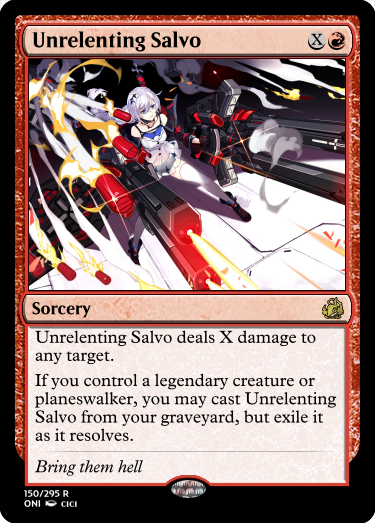 Unrelenting Salvo X
Sorcery
Unrelenting Salvo deals X damage to
any target.
If you control a legendary creature or
planeswalker, you may cast Unrelenting
Salvo from your graveyard, but exile it
as it resolves.
Bring them hell
150/295 R
ONI CICI